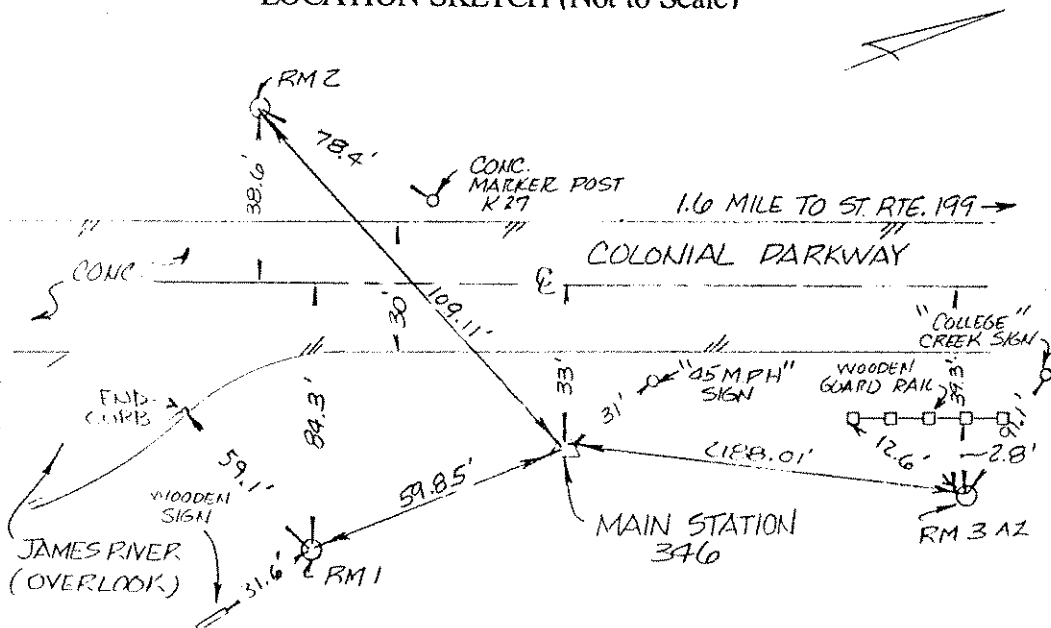 LOCATION SKETCH (Not to Scale)
RM 2
78.4'
CONC.
MARKER POST
K 27
38.6'
1.6 MILE TO ST. RTE. 199
CONC.
COLONIAL PARKWAY
℄
109.11'
30'
"COLLEGE"
CREEK SIGN
"45 MPH"
SIGN
WOODEN
GUARD RAIL
39.3'
33'
31'
91.1'
END
CURB
84.3'
12.6'
2.8'
59.1'
59.85'
WOODEN
SIGN
MAIN STATION
346
RM 3 AZ
JAMES RIVER
(OVERLOOK)
31.6'
RM 1